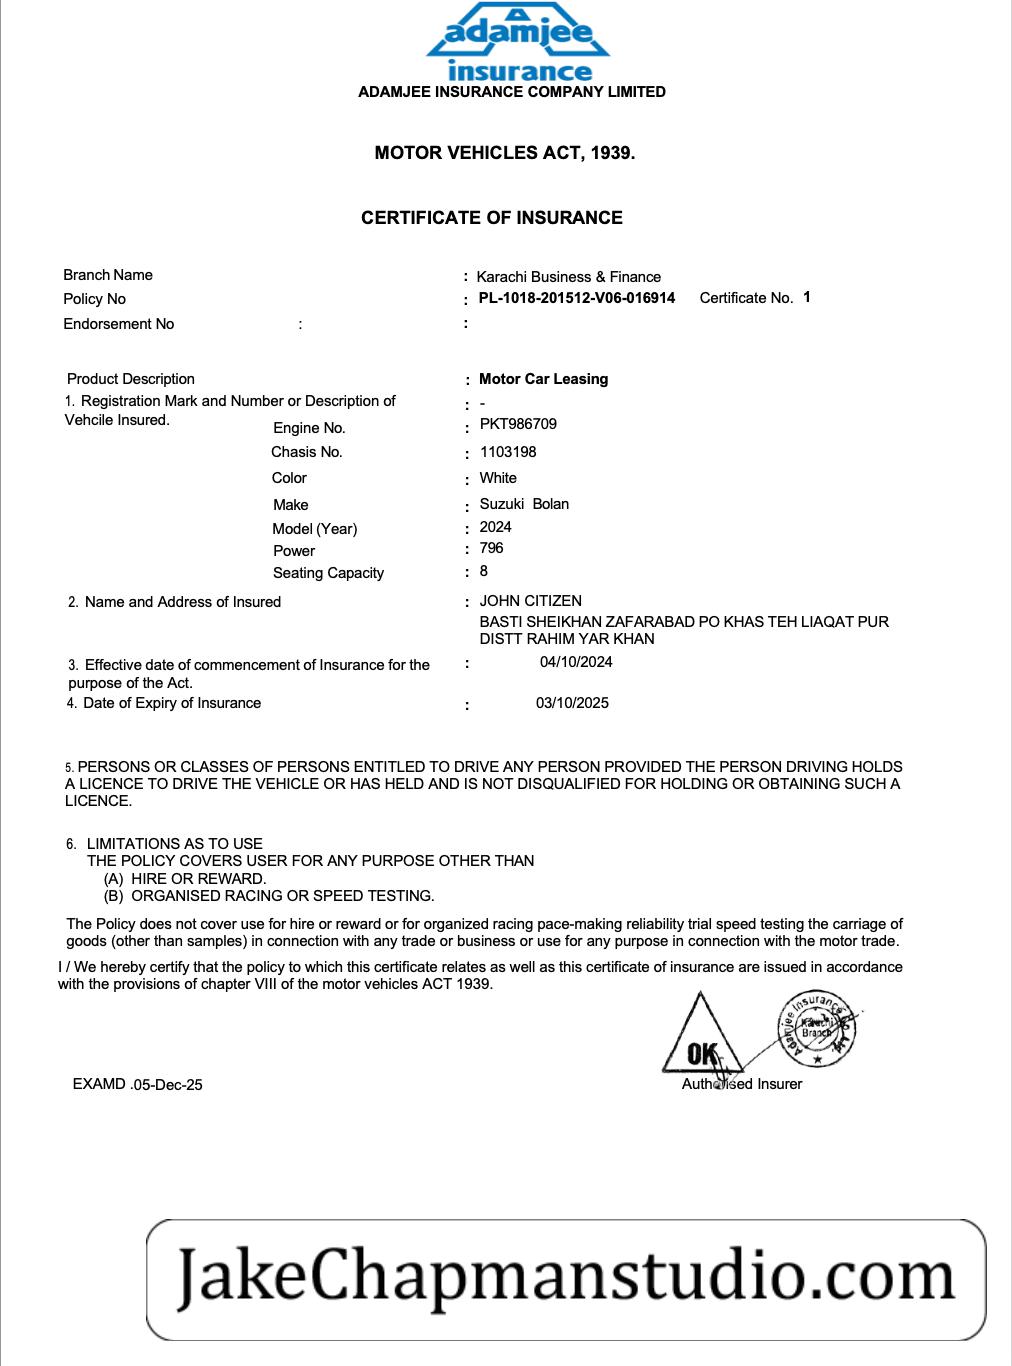 adamjee
insurance
ADAMJEE INSURANCE COMPANY LIMITED
MOTOR VEHICLES ACT, 1939.
CERTIFICATE OF INSURANCE
Branch Name : Karachi Business & Finance
Policy No : PL-1018-201512-V06-016914 Certificate No. 1
Endorsement No : :
Product Description : Motor Car Leasing
1. Registration Mark and Number or Description of : -
Vehcile Insured.
Engine No. : PKT986709
Chasis No. : 1103198
Color : White
Make : Suzuki Bolan
Model (Year) : 2024
Power : 796
Seating Capacity : 8
2. Name and Address of Insured : JOHN CITIZEN
BASTI SHEIKHAN ZAFARABAD PO KHAS TEH LIAQAT PUR
DISTT RAHIM YAR KHAN
3. Effective date of commencement of Insurance for the : 04/10/2024
purpose of the Act.
4. Date of Expiry of Insurance : 03/10/2025
5. PERSONS OR CLASSES OF PERSONS ENTITLED TO DRIVE ANY PERSON PROVIDED THE PERSON DRIVING HOLDS
A LICENCE TO DRIVE THE VEHICLE OR HAS HELD AND IS NOT DISQUALIFIED FOR HOLDING OR OBTAINING SUCH A
LICENCE.
6. LIMITATIONS AS TO USE
THE POLICY COVERS USER FOR ANY PURPOSE OTHER THAN
(A) HIRE OR REWARD.
(B) ORGANISED RACING OR SPEED TESTING.
The Policy does not cover use for hire or reward or for organized racing pace-making reliability trial speed testing the carriage of
goods (other than samples) in connection with any trade or business or use for any purpose in connection with the motor trade.
I / We hereby certify that the policy to which this certificate relates as well as this certificate of insurance are issued in accordance
with the provisions of chapter VIII of the motor vehicles ACT 1939.
OK
Adamjee Insurance Co. Ltd.
Karachi
Branch
EXAMD .05-Dec-25
Authorised Insurer
JakeChapmanstudio.com